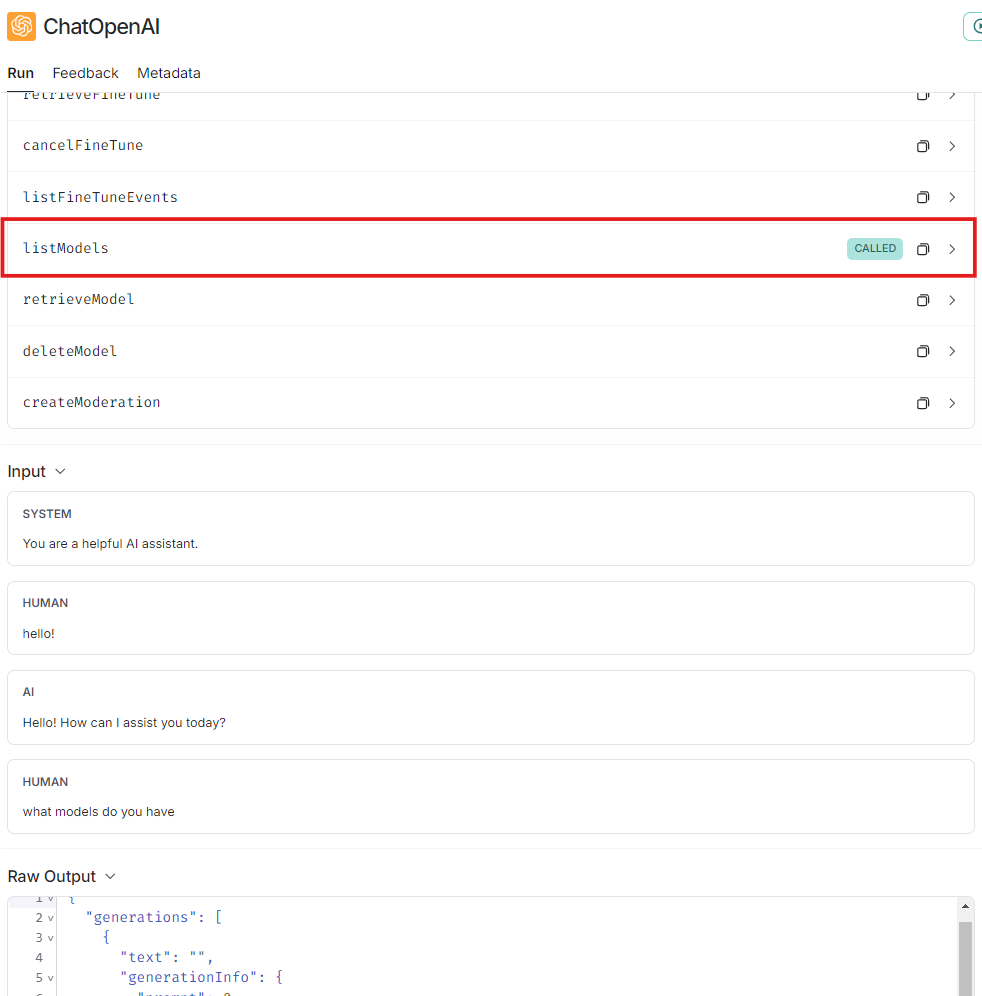 ChatOpenAI
Run Feedback Metadata
retrieveFineTune
cancelFineTune
listFineTuneEvents
listModels CALLED
retrieveModel
deleteModel
createModeration
Input
SYSTEM
You are a helpful AI assistant.
HUMAN
hello!
AI
Hello! How can I assist you today?
HUMAN
what models do you have
Raw Output
1 {
2 "generations": [
3 {
4 "text": "",
5 "generationInfo": {